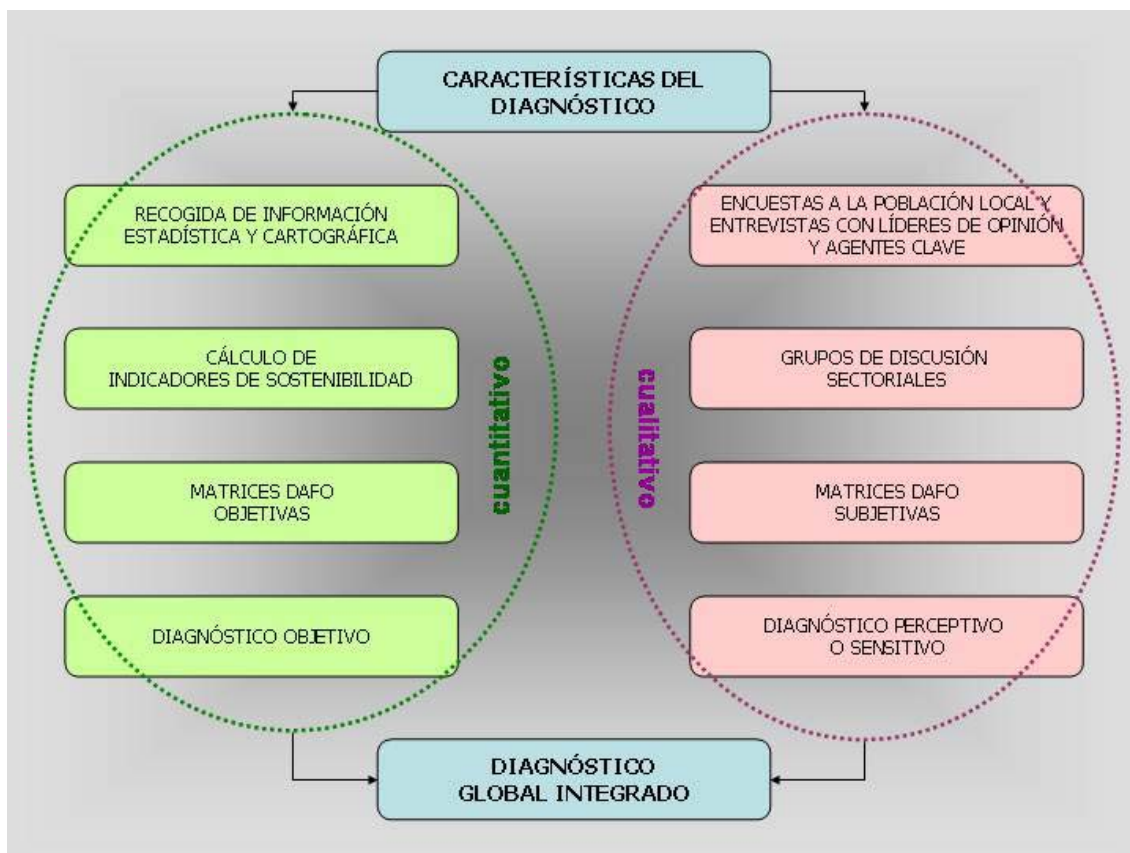 CARACTERÍSTICAS DEL
DIAGNÓSTICO
RECOGIDA DE INFORMACIÓN
ESTADÍSTICA Y CARTOGRÁFICA
CÁLCULO DE
INDICADORES DE SOSTENIBILIDAD
MATRICES DAFO
OBJETIVAS
DIAGNÓSTICO OBJETIVO
cuantitativo
cualitativo
ENCUESTAS A LA POBLACIÓN LOCAL Y
ENTREVISTAS CON LÍDERES DE OPINIÓN
Y AGENTES CLAVE
GRUPOS DE DISCUSIÓN
SECTORIALES
MATRICES DAFO
SUBJETIVAS
DIAGNÓSTICO PERCEPTIVO
O SENSITIVO
DIAGNÓSTICO
GLOBAL INTEGRADO